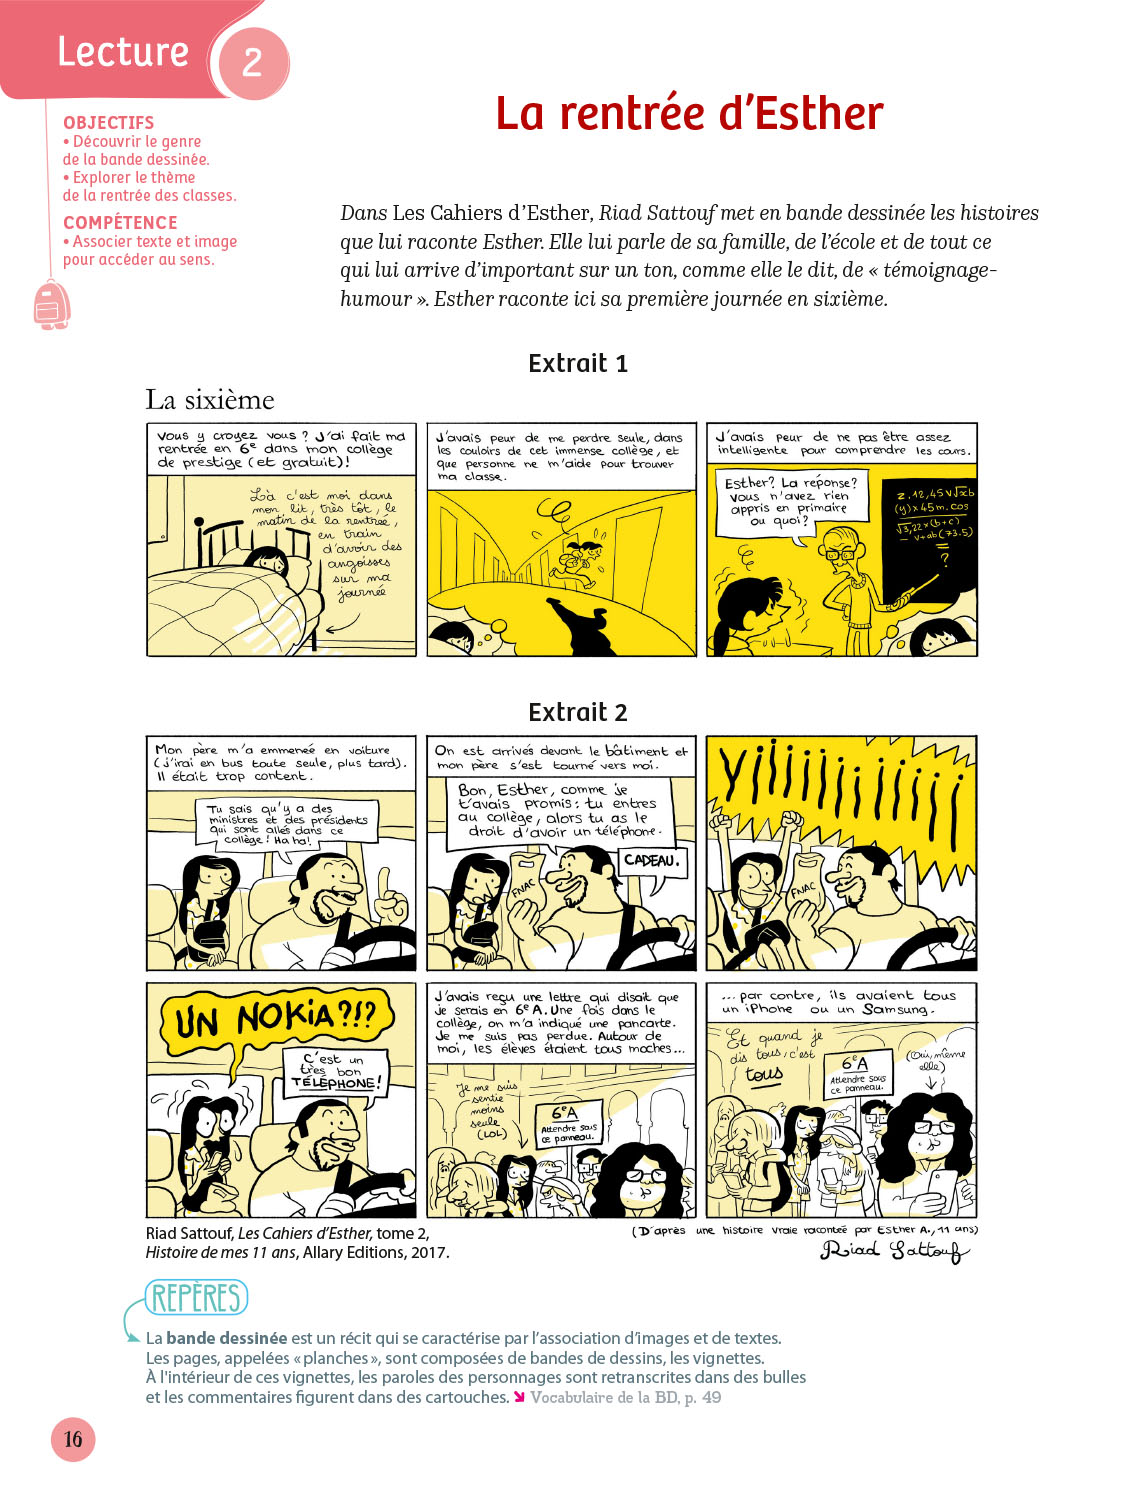 Lecture
2
OBJECTIFS
• Découvrir le genre
de la bande dessinée.
• Explorer le thème
de la rentrée des classes.
COMPÉTENCE
• Associer texte et image
pour accéder au sens.
La rentrée d'Esther
Dans Les Cahiers d'Esther, Riad Sattouf met en bande dessinée les histoires
que lui raconte Esther. Elle lui parle de sa famille, de l'école et de tout ce
qui lui arrive d'important sur un ton, comme elle le dit, de « témoignage-
humour ». Esther raconte ici sa première journée en sixième.
Extrait 1
La sixième
Vous y croyez vous ? J'ai fait ma
rentrée en 6e dans mon collège
de prestige (et gratuit) !
Là c'est moi dans
mon lit, très tôt, le
matin de la rentrée,
en train
d'avoir des
angoisses
sur ma
journée
J'avais peur de me perdre seule, dans
les couloirs de cet immense collège, et
que personne ne m'aide pour trouver
ma classe.
J'avais peur de ne pas être assez
intelligente pour comprendre les cours.
Esther? La réponse?
Vous n'avez rien
appris en primaire
ou quoi?
2,12,45V√xb
(y)x45m.cos
√3,22x(b+c)
- v+ab(73.5)
=
?
Extrait 2
Mon père m'a emmeneé en voiture
(j'irai en bus toute seule, plus tard).
Il était trop content.
Tu sais qu'y a des
ministres et des présidents
qui sont allés dans ce
collège ! Ha ha!
On est arrivés devant le bâtiment et
mon père s'est tourné vers moi.
Bon, Esther, comme je
t'avais promis: tu entres
au collège, alors tu as le
droit d'avoir un téléphone.
CADEAU.
FNAC
Yiiiiiiiiiiiii
FNAC
UN NOKiA?!?
C'est un
très bon
TÉLÉPHONE!
J'avais reçu une lettre qui disait que
je serais en 6e A. Une fois dans le
collège, on m'a indiqué une pancarte.
Je me suis pas perdue. Autour de
moi, les élèves étaient tous moches...
Je me suis
sentie
moins
seule
(LOL)
6eA
Attendre sous
ce panneau.
...par contre, ils avaient tous
un iPhone ou un Samsung.
Et quand je
dis tous, c'est
tous
6eA
Attendre sous
ce panneau.
(Oui, même
elle)
Riad Sattouf, Les Cahiers d'Esther, tome 2,
Histoire de mes 11 ans, Allary Editions, 2017.
(D'après une histoire vraie racontée par Esther A., 11 ans)
Riad Sattouf
REPÈRES
La bande dessinée est un récit qui se caractérise par l'association d'images et de textes.
Les pages, appelées « planches », sont composées de bandes de dessins, les vignettes.
À l'intérieur de ces vignettes, les paroles des personnages sont retranscrites dans des bulles
et les commentaires figurent dans des cartouches. Vocabulaire de la BD, p. 49
16